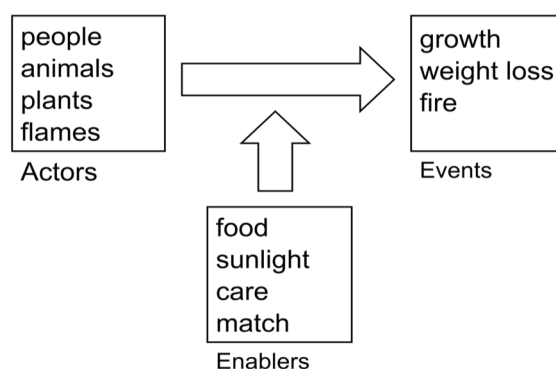 people
animals
plants
flames
Actors
growth
weight loss
fire
Events
food
sunlight
care
match
Enablers